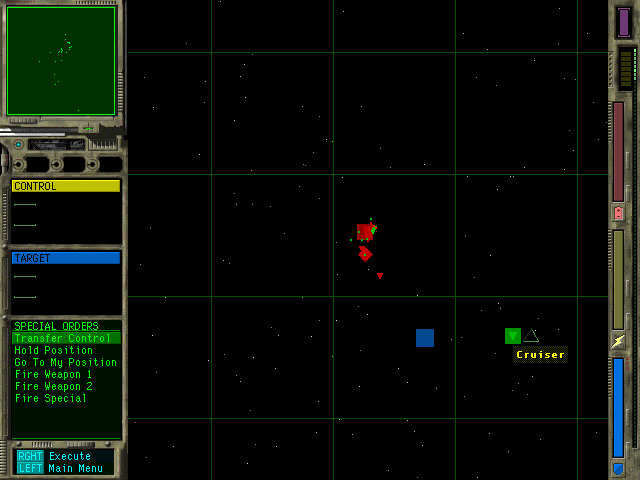 CONTROL
TARGET
SPECIAL ORDERS
Transfer Control
Hold Position
Go To My Position
Fire Weapon 1
Fire Weapon 2
Fire Special
RGHT Execute
LEFT Main Menu
Cruiser